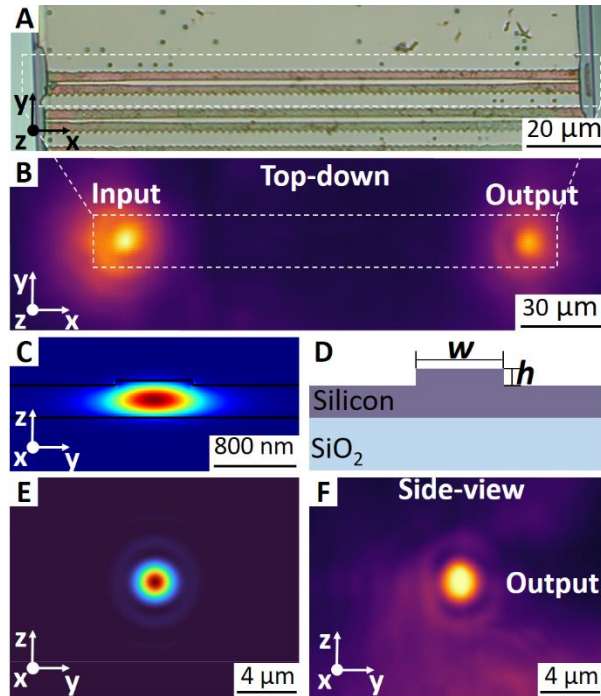 A
y
z
x
20 µm
B
Input
Top-down
Output
y
z
x
30 µm
C
z
x
y
800 nm
D
w
h
Silicon
SiO₂
E
z
x
y
4 µm
F
Side-view
Output
z
x
y
4 µm